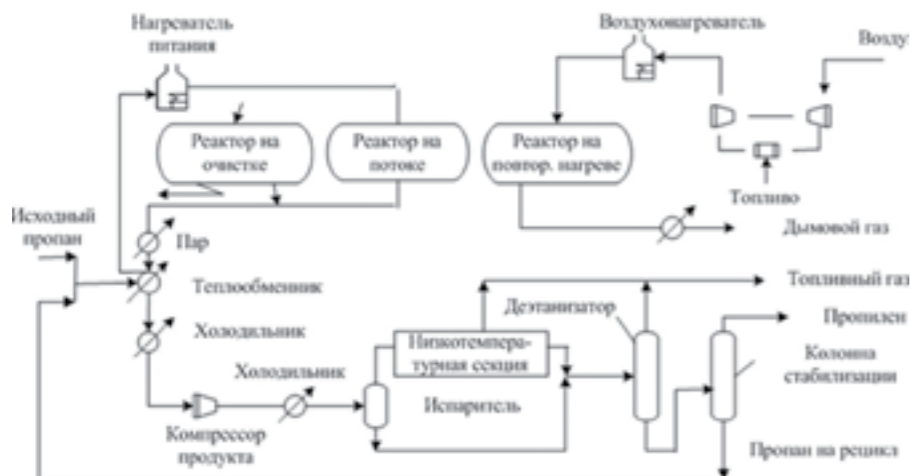 Нагреватель
питания
Воздухонагреватель
Возду
Реактор на
очистке
Реактор на
потоке
Реактор на
повтор. нагреве
Топливо
Исходный
пропан
Пар
Дымовой газ
Теплообменник
Топливный газ
Деэтанизатор
Холодильник
Пропилен
Низкотемпера-
турная секция
Колонна
стабилизации
Холодильник
Испаритель
Компрессор
продукта
Пропан на рецикл